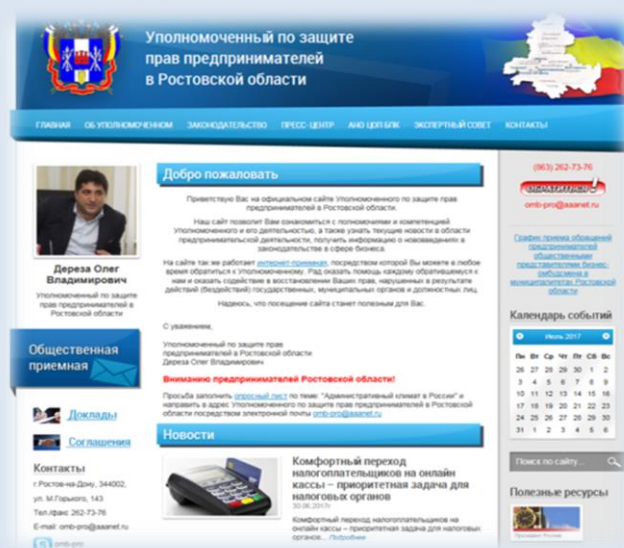 Уполномоченный по защите
прав предпринимателей
в Ростовской области
ГЛАВНАЯ ОБ УПОЛНОМОЧЕННОМ ЗАКОНОДАТЕЛЬСТВО ПРЕСС-ЦЕНТР АНО ЦОП БПК ЭКСПЕРТНЫЙ СОВЕТ КОНТАКТЫ
Дереза Олег
Владимирович
Уполномоченный по защите
прав предпринимателей в
Ростовской области
Общественная
приемная
Доклады
Соглашения
Контакты
г.Ростов-на-Дону, 344002,
ул. М.Горького, 143
Тел./факс 262-73-76
E-mail: omb-pro@aaanet.ru
omb-pro
Добро пожаловать
Приветствую Вас на официальном сайте Уполномоченного по защите прав
предпринимателей в Ростовской области.
Наш сайт позволит Вам ознакомиться с полномочиями и компетенцией
Уполномоченного и его деятельностью, а также узнать текущие новости в области
предпринимательской деятельности, получить информацию о нововведениях в
законодательстве в сфере бизнеса.
На сайте так же работает интернет-приемная, посредством которой Вы можете в любое
время обратиться к Уполномоченному. Рад оказать помощь каждому обратившемуся к
нам и оказать содействие в восстановлении Ваших прав, нарушенных в результате
действий (бездействий) государственных, муниципальных органов и должностных лиц.
Надеюсь, что посещение сайта станет полезным для Вас.
С уважением,
Уполномоченный по защите прав
предпринимателей в Ростовской области
Дереза Олег Владимирович
Вниманию предпринимателей Ростовской области!
Просьба заполнить опросный лист по теме: "Административный климат в России" и
направить в адрес Уполномоченного по защите прав предпринимателей в Ростовской
области посредством электронной почты omb-pro@aaanet.ru
Новости
Комфортный переход
налогоплательщиков на онлайн
кассы – приоритетная задача для
налоговых органов
30.06.2017г
Комфортный переход налогоплательщиков на
онлайн кассы – приоритетная задача для налоговых
органов... Подробнее
(863) 262-73-76
ОБРАТИТЬСЯ!
omb-pro@aaanet.ru
График приема обращений
предпринимателей
общественными
представителями бизнес-
омбудсмена в
муниципалитетах Ростовской
области
Календарь событий
Июль 2017
Пн Вт Ср Чт Пт Сб Вс
26 27 28 29 30 1 2
3 4 5 6 7 8 9
10 11 12 13 14 15 16
17 18 19 20 21 22 23
24 25 26 27 28 29 30
31 1 2 3 4 5 6
Поиск по сайту...
Полезные ресурсы
Президент России